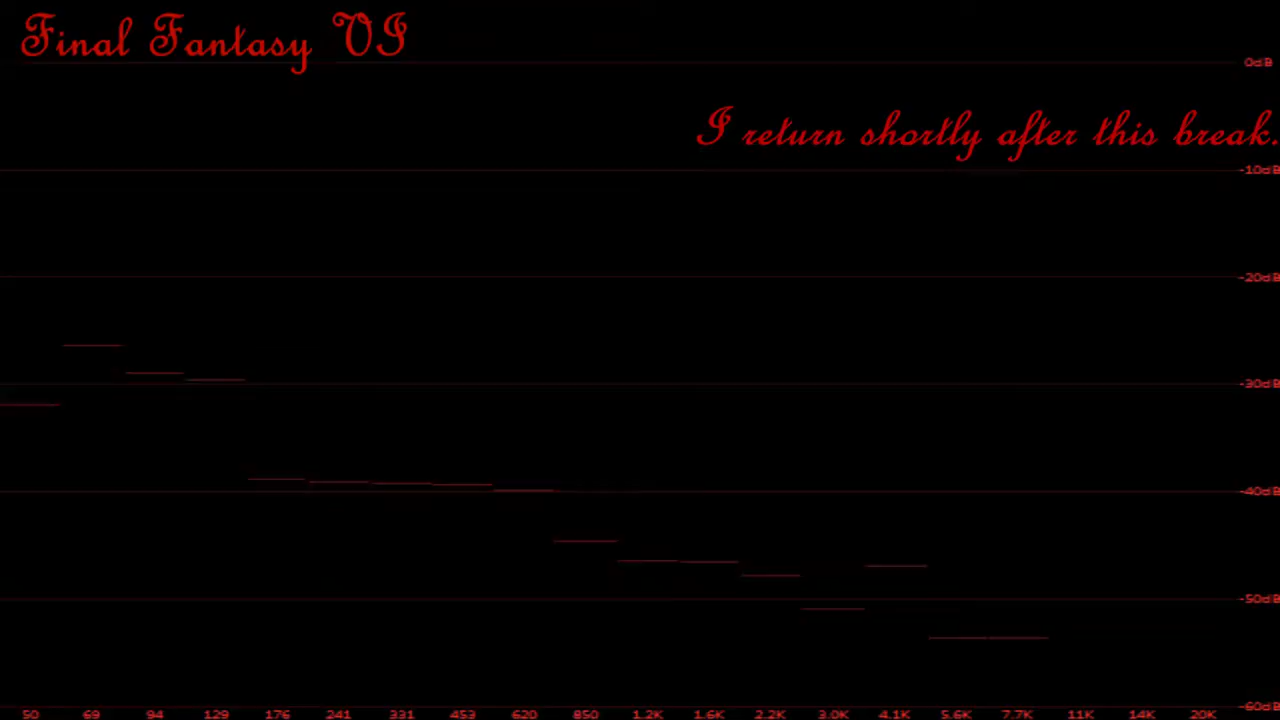 Final Fantasy VI
0dB
I return shortly after this break.
-10dB
-20dB
-30dB
-40dB
-50dB
-60dB
50 69 94 129 176 241 331 453 620 850 1.2K 1.6K 2.2K 3.0K 4.1K 5.6K 7.7K 11K 14K 20K